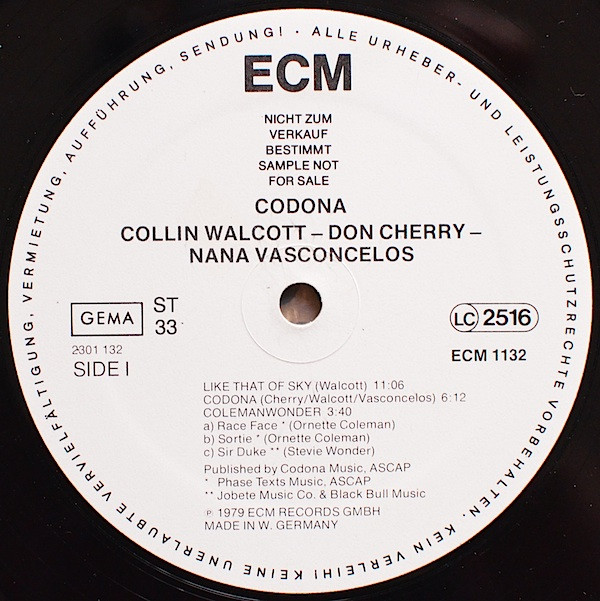 ALLE URHEBER- UND LEISTUNGSSCHUTZRECHTE VORBEHALTEN. KEIN VERLEIH! KEINE UNERLAUBTE VERVIELFÄLTIGUNG, VERMIETUNG, AUFFÜHRUNG, SENDUNG! ·
ECM
NICHT ZUM
VERKAUF
BESTIMMT
SAMPLE NOT
FOR SALE
CODONA
COLLIN WALCOTT – DON CHERRY –
NANA VASCONCELOS
GEMA
ST
33
LC 2516
2301 132
SIDE I
ECM 1132
LIKE THAT OF SKY (Walcott) 11:06
CODONA (Cherry/Walcott/Vasconcelos) 6:12
COLEMANWONDER 3:40
a) Race Face * (Ornette Coleman)
b) Sortie * (Ornette Coleman)
c) Sir Duke ** (Stevie Wonder)
Published by Codona Music, ASCAP
* Phase Texts Music, ASCAP
** Jobete Music Co. & Black Bull Music
℗ 1979 ECM RECORDS GMBH
MADE IN W. GERMANY